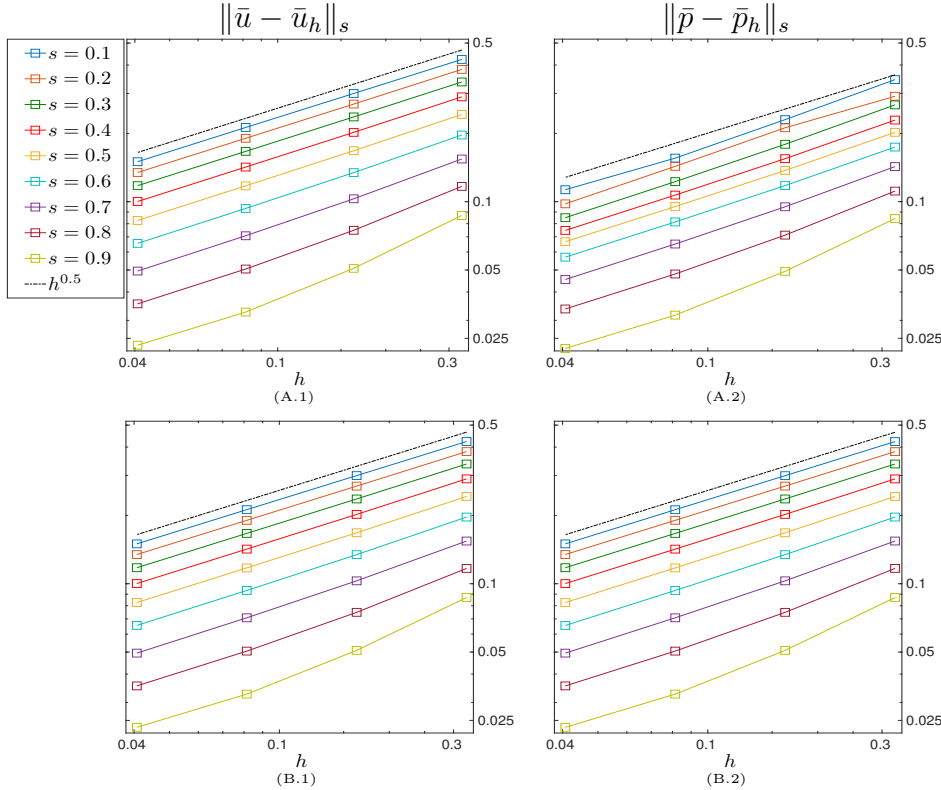 ‖ū − ū_h‖_s
‖p̄ − p̄_h‖_s
s = 0.1
s = 0.2
s = 0.3
s = 0.4
s = 0.5
s = 0.6
s = 0.7
s = 0.8
s = 0.9
h^0.5
0.5
0.1
0.05
0.025
0.04 0.1 0.3
h
(A.1)
0.5
0.1
0.05
0.025
0.04 0.1 0.3
h
(A.2)
0.5
0.1
0.05
0.025
0.04 0.1 0.3
h
(B.1)
0.5
0.1
0.05
0.025
0.04 0.1 0.3
h
(B.2)